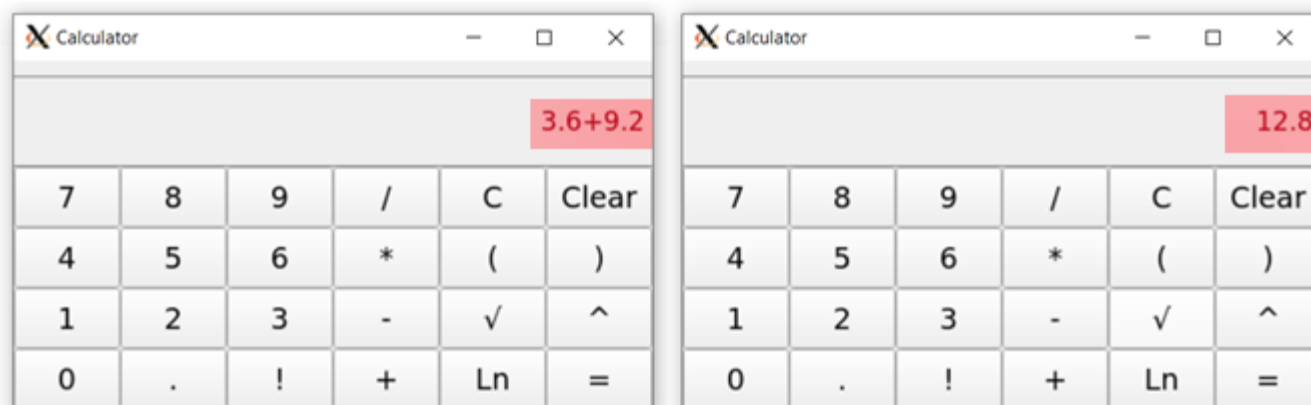 Calculator
3.6+9.2
7 8 9 / C Clear
4 5 6 * ( )
1 2 3 - √ ^
0 . ! + Ln =
Calculator
12.8
7 8 9 / C Clear
4 5 6 * ( )
1 2 3 - √ ^
0 . ! + Ln =